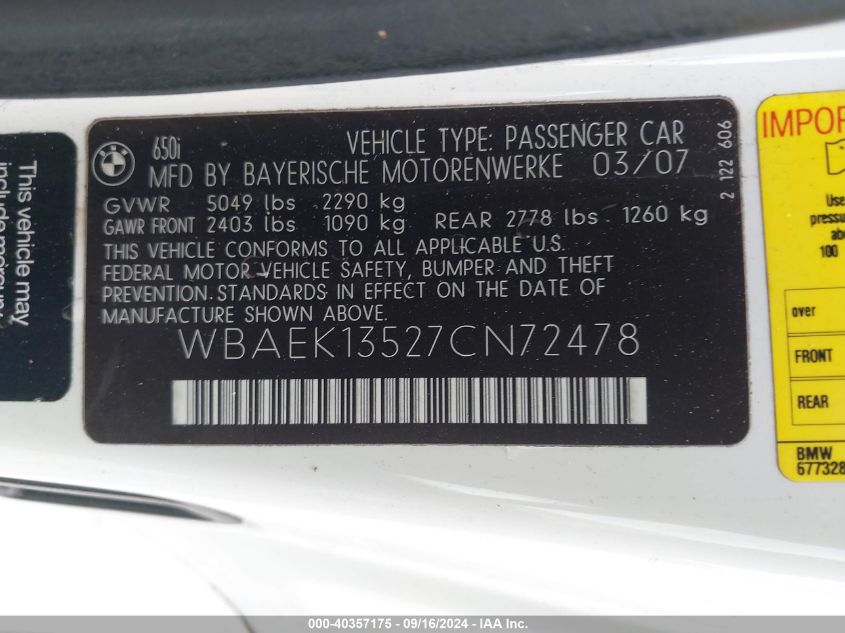 This vehicle may
650i
VEHICLE TYPE: PASSENGER CAR
MFD BY BAYERISCHE MOTORENWERKE 03/07
GVWR 5049 lbs 2290 kg
GAWR FRONT 2403 lbs 1090 kg REAR 2778 lbs 1260 kg
THIS VEHICLE CONFORMS TO ALL APPLICABLE U.S.
FEDERAL MOTOR VEHICLE SAFETY, BUMPER AND THEFT
PREVENTION STANDARDS IN EFFECT ON THE DATE OF
MANUFACTURE SHOWN ABOVE.
WBAEK13527CN72478
2 122 606
Use
100
over
FRONT
REAR
BMW
000-40357175 - 09/16/2024 - IAA Inc.